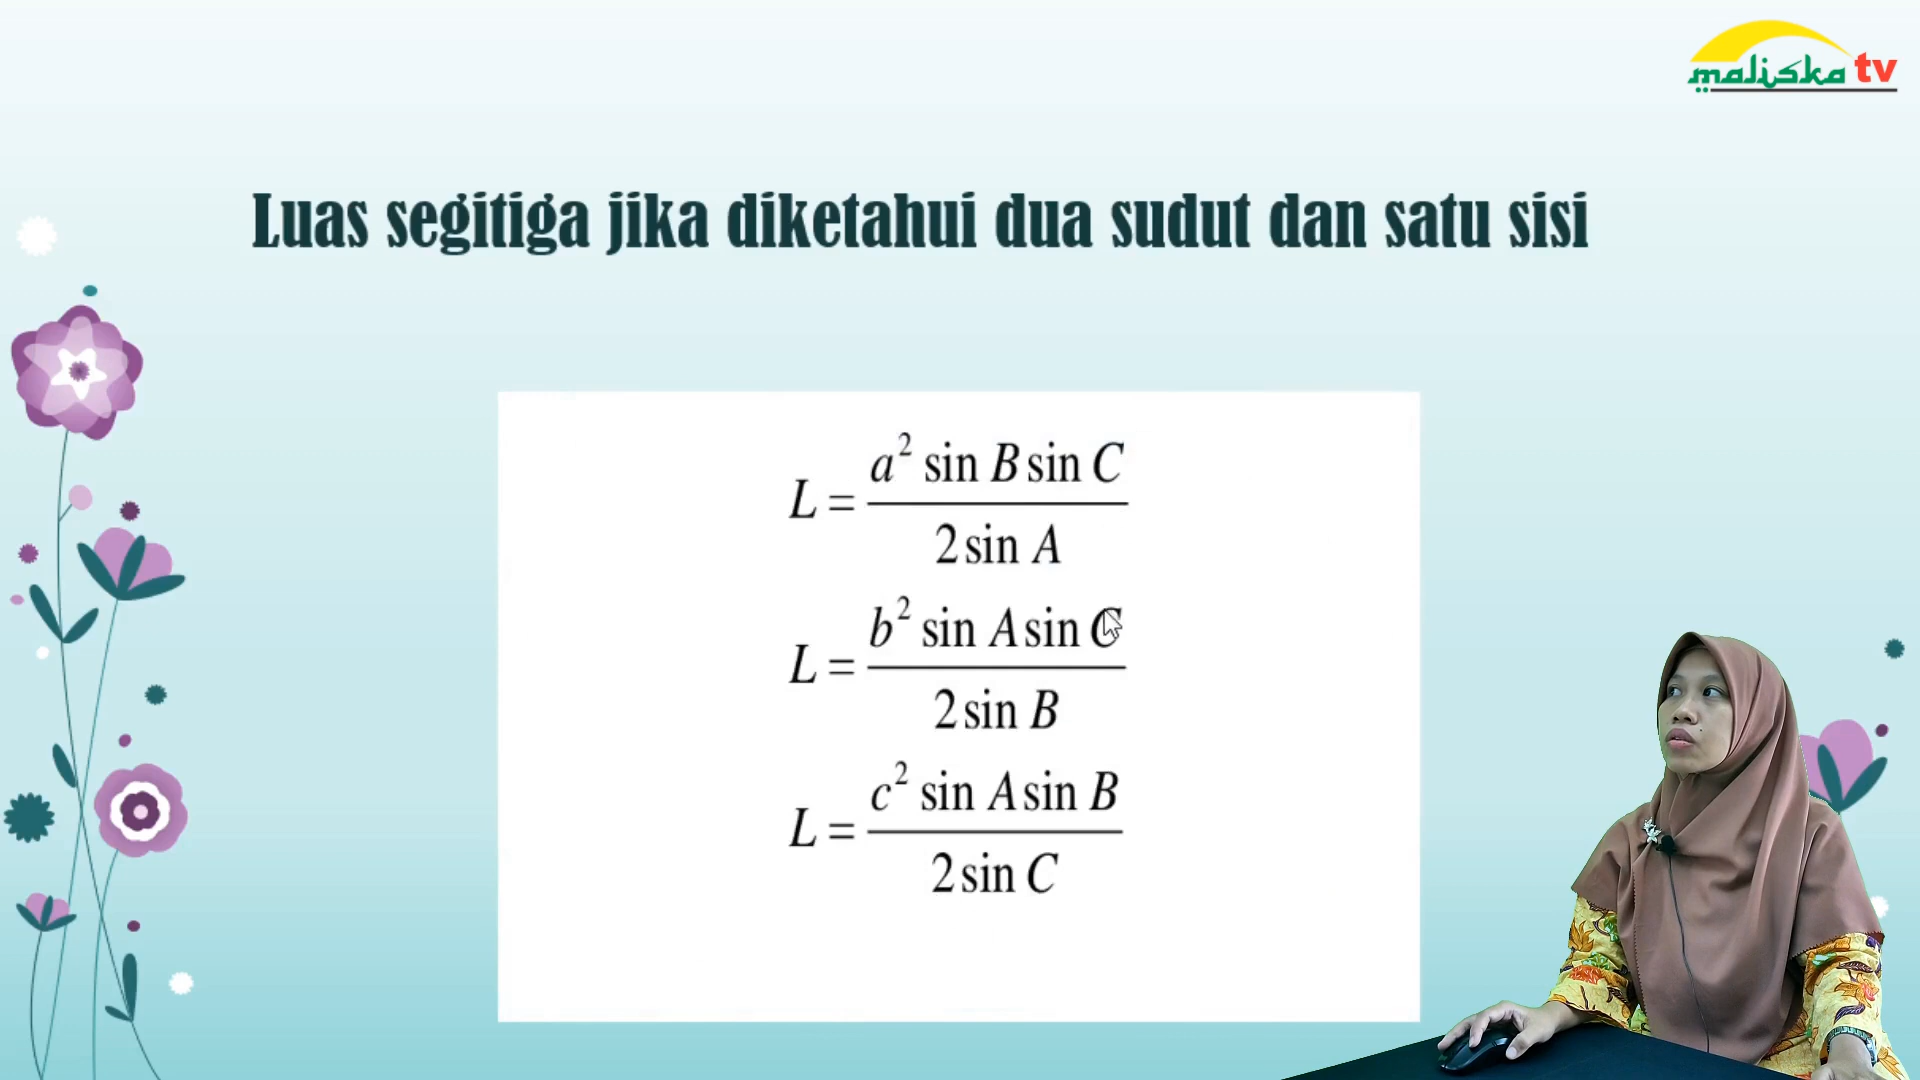 maliska tv
Luas segitiga jika diketahui dua sudut dan satu sisi
L = a² sin B sin C / 2 sin A
L = b² sin A sin C / 2 sin B
L = c² sin A sin B / 2 sin C